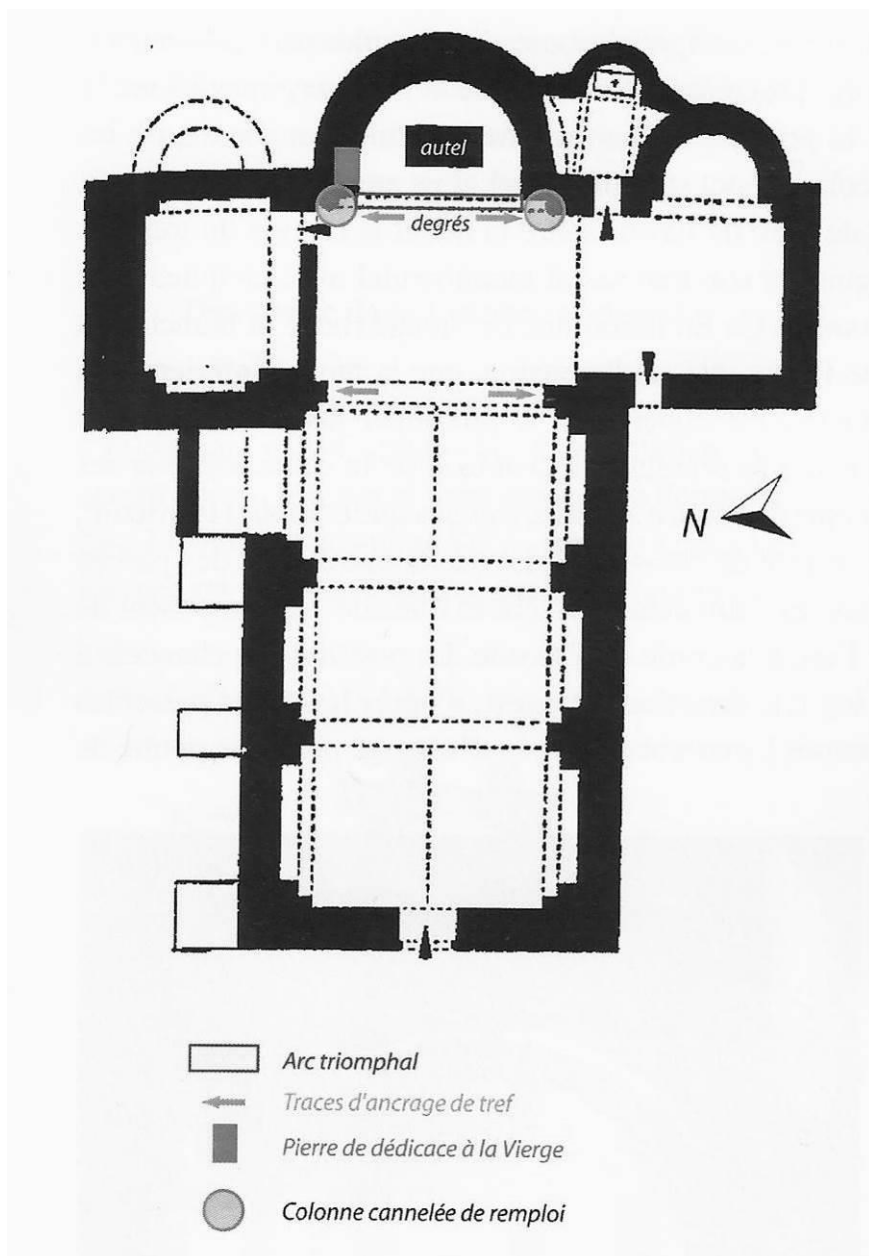 autel
degrés
N
Arc triomphal
Traces d'ancrage de tref
Pierre de dédicace à la Vierge
Colonne cannelée de remploi